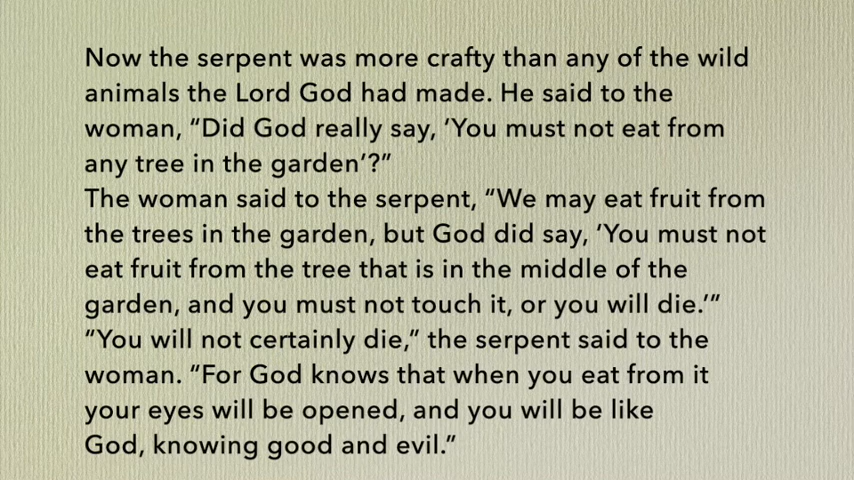 Now the serpent was more crafty than any of the wild
animals the Lord God had made. He said to the
woman, “Did God really say, ‘You must not eat from
any tree in the garden’?”
The woman said to the serpent, “We may eat fruit from
the trees in the garden, but God did say, ‘You must not
eat fruit from the tree that is in the middle of the
garden, and you must not touch it, or you will die.’”
“You will not certainly die,” the serpent said to the
woman. “For God knows that when you eat from it
your eyes will be opened, and you will be like
God, knowing good and evil.”